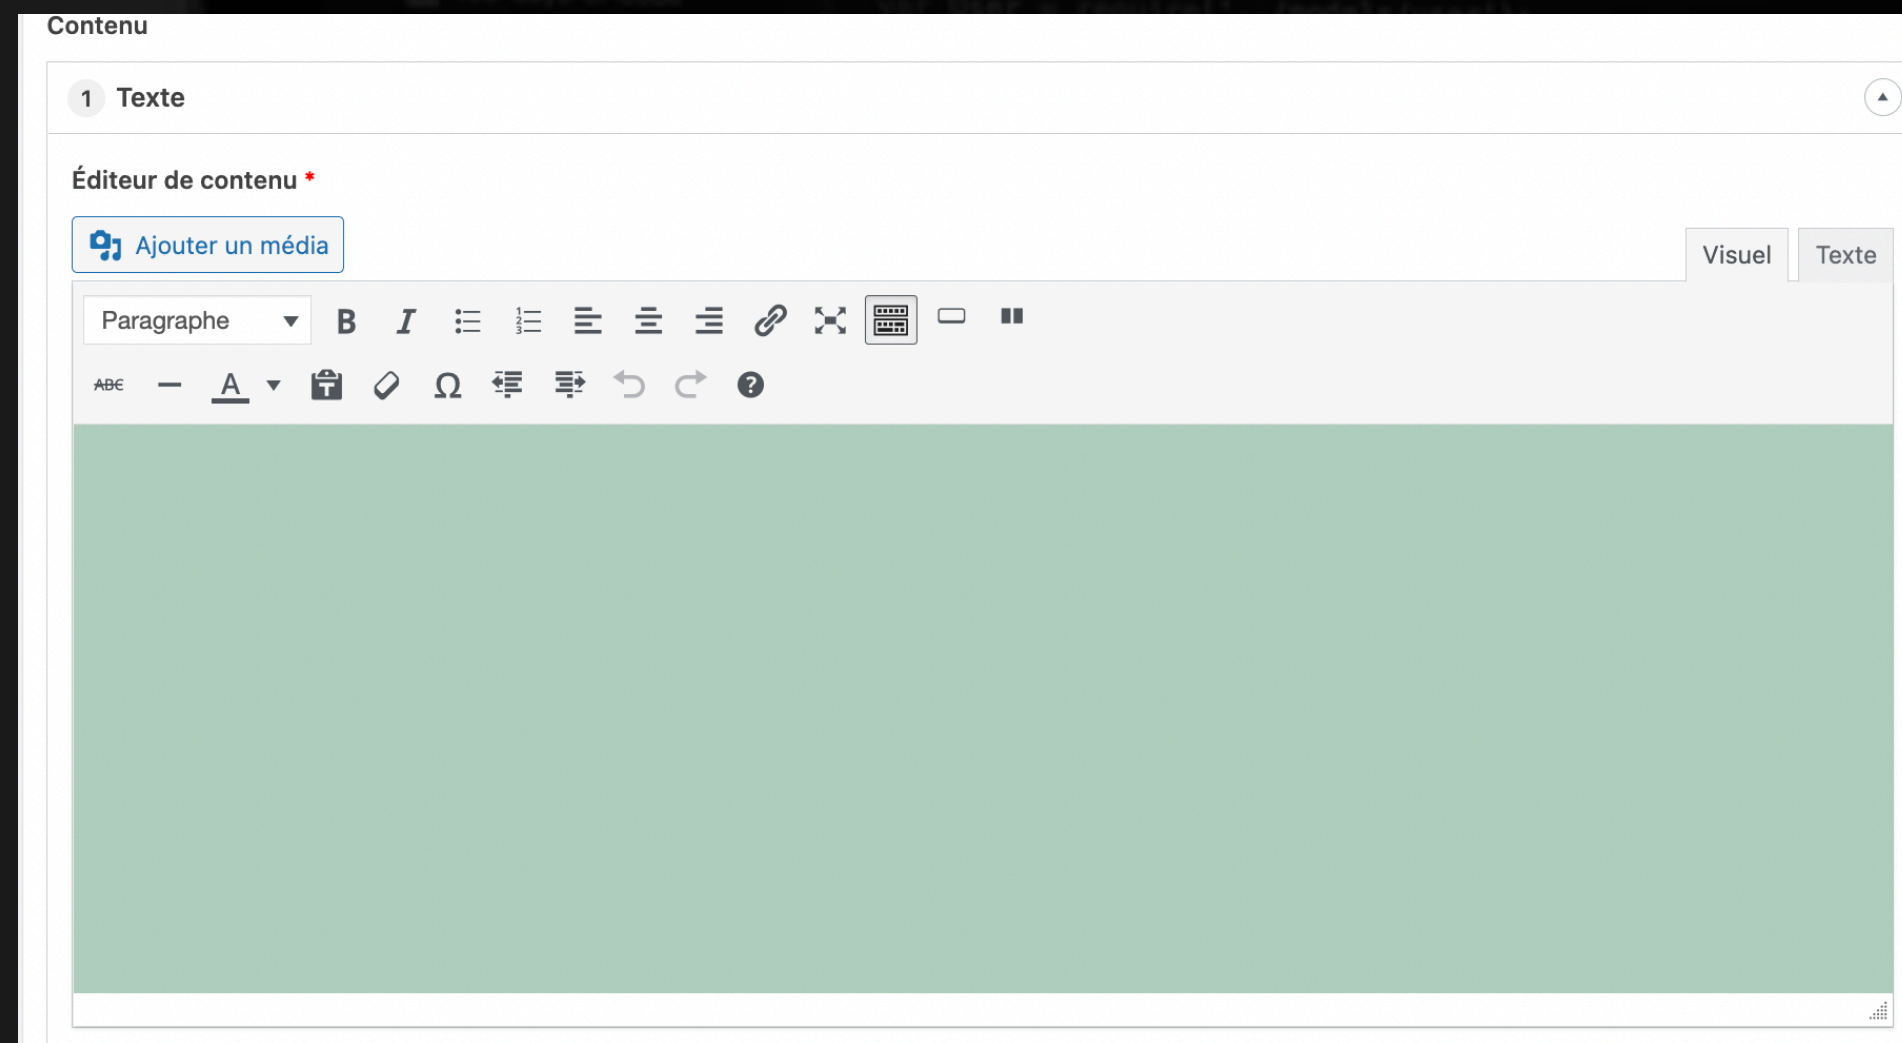 Contenu
1 Texte
Éditeur de contenu *
Ajouter un média
Visuel Texte
Paragraphe B I
ABC A Ω ?